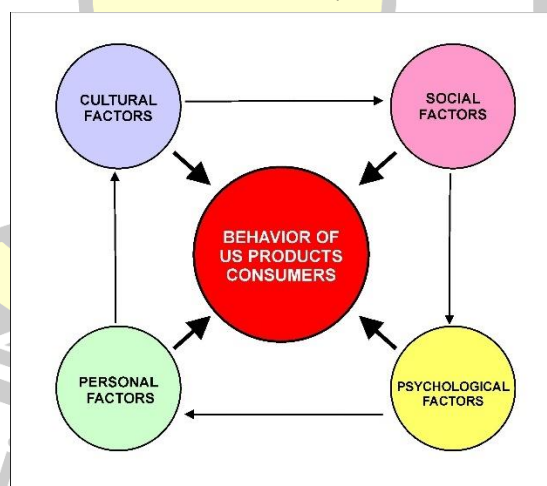 CULTURAL
FACTORS
SOCIAL
FACTORS
BEHAVIOR OF
US PRODUCTS
CONSUMERS
PERSONAL
FACTORS
PSYCHOLOGICAL
FACTORS